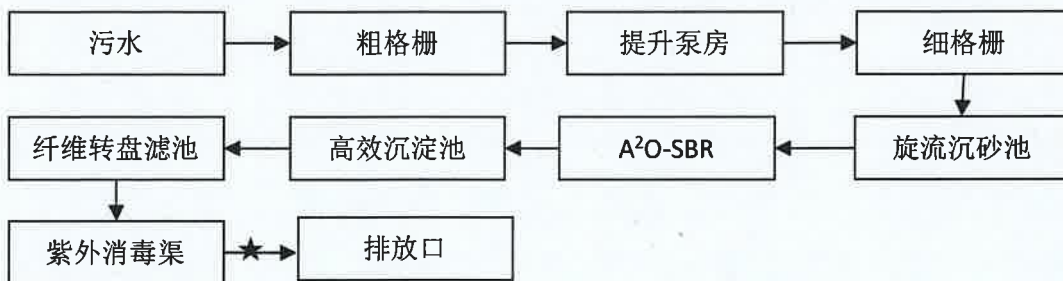 污水
粗格栅
提升泵房
细格栅
旋流沉砂池
A²O-SBR
高效沉淀池
纤维转盘滤池
紫外消毒渠
排放口